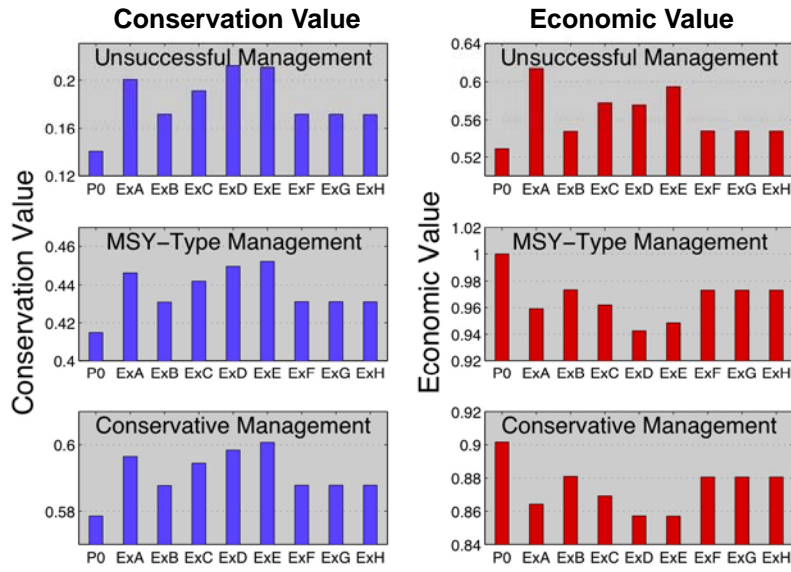 Conservation Value
Economic Value
Conservation Value
Unsuccessful Management
0.2
0.16
0.12
P0 ExA ExB ExC ExD ExE ExF ExG ExH
MSY-Type Management
0.46
0.44
0.42
0.4
P0 ExA ExB ExC ExD ExE ExF ExG ExH
Conservative Management
0.6
0.58
P0 ExA ExB ExC ExD ExE ExF ExG ExH
Economic Value
Unsuccessful Management
0.64
0.6
0.56
0.52
P0 ExA ExB ExC ExD ExE ExF ExG ExH
MSY-Type Management
1.02
1
0.98
0.96
0.94
0.92
P0 ExA ExB ExC ExD ExE ExF ExG ExH
Conservative Management
0.92
0.9
0.88
0.86
0.84
P0 ExA ExB ExC ExD ExE ExF ExG ExH